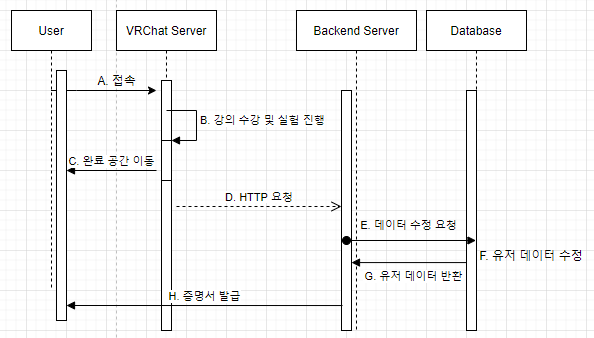 User
VRChat Server
Backend Server
Database
A. 접속
B. 강의 수강 및 실험 진행
C. 완료 공간 이동
D. HTTP 요청
E. 데이터 수정 요청
F. 유저 데이터 수정
G. 유저 데이터 반환
H. 증명서 발급